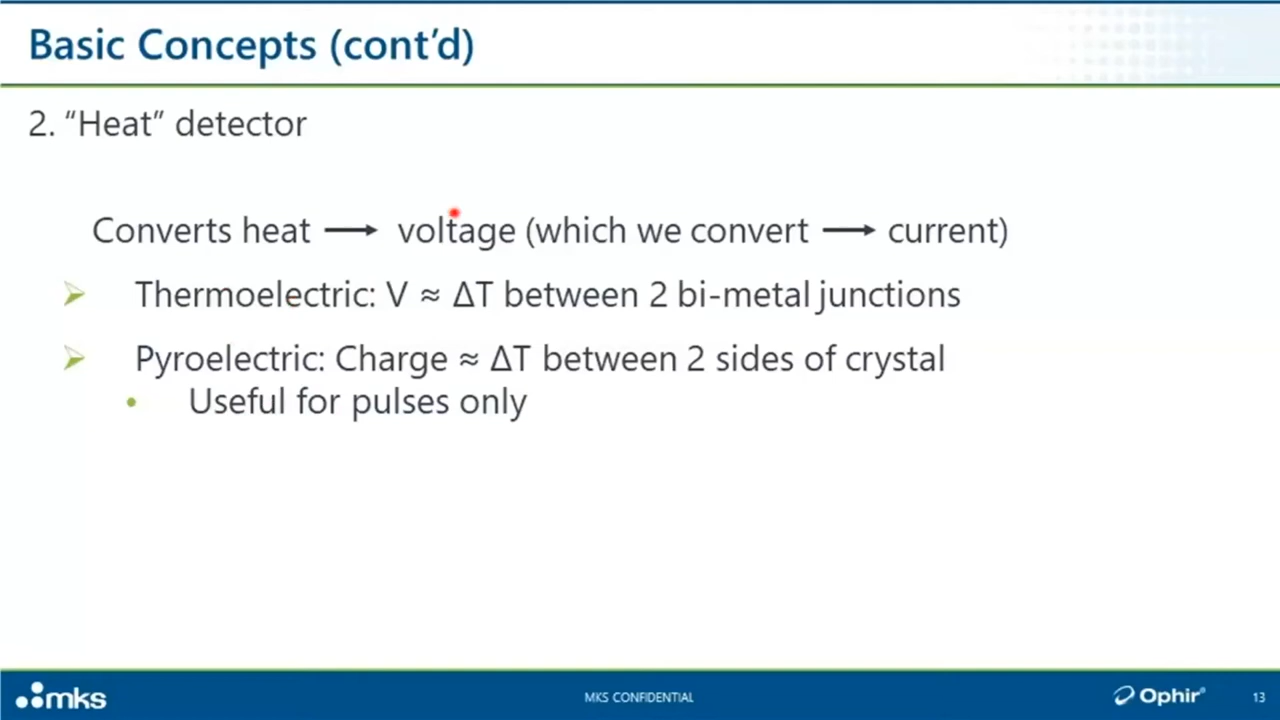 Basic Concepts (cont’d)
2. “Heat” detector
Converts heat → voltage (which we convert → current)
Thermoelectric: V ≈ ΔT between 2 bi-metal junctions
Pyroelectric: Charge ≈ ΔT between 2 sides of crystal
Useful for pulses only
mks
MKS CONFIDENTIAL
Ophir®
13